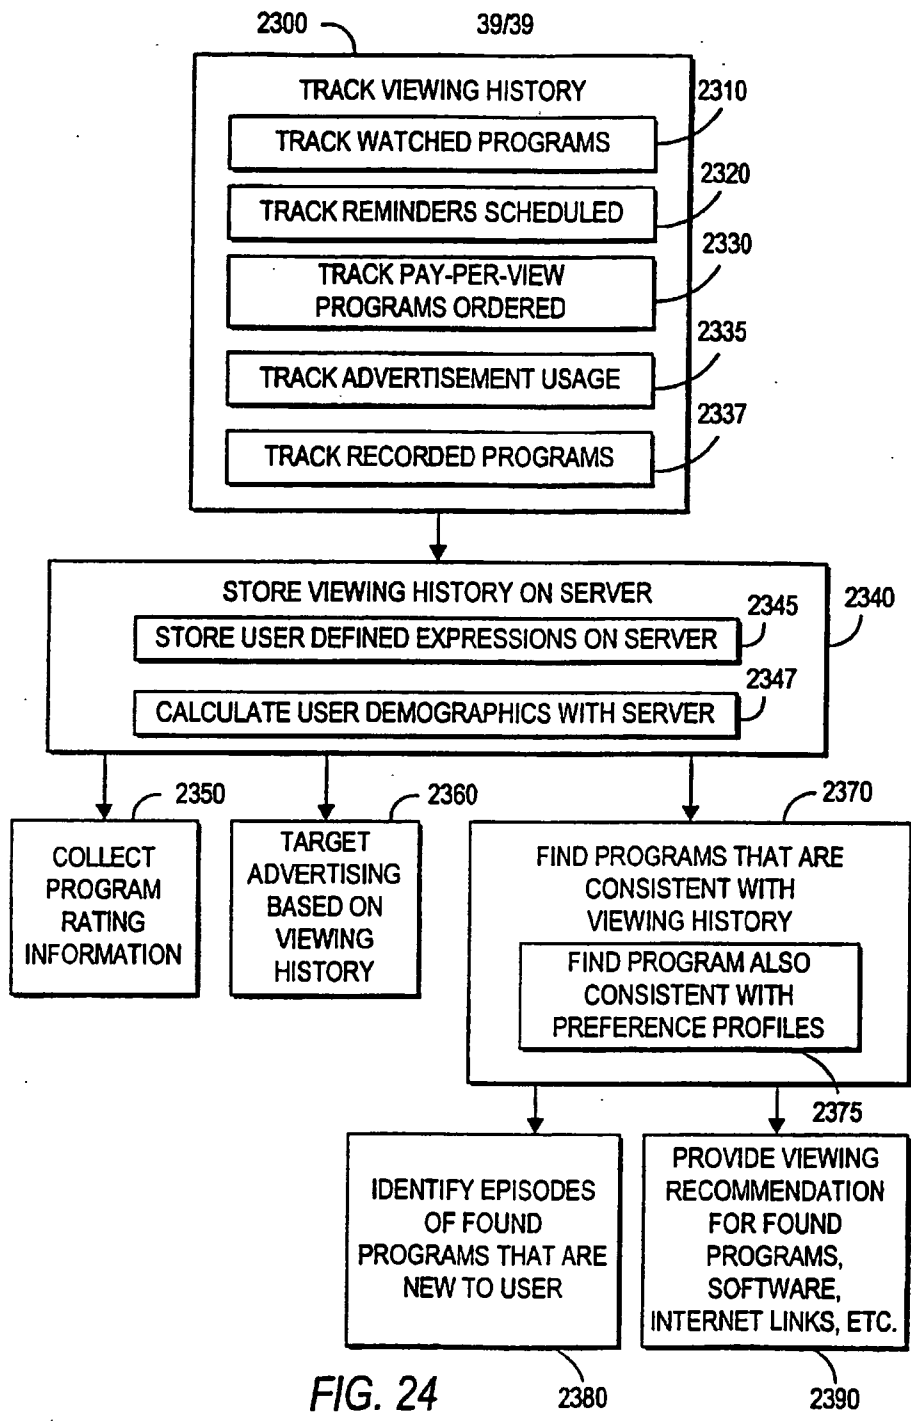 2300
39/39
TRACK VIEWING HISTORY
2310
TRACK WATCHED PROGRAMS
2320
TRACK REMINDERS SCHEDULED
2330
TRACK PAY-PER-VIEW
PROGRAMS ORDERED
2335
TRACK ADVERTISEMENT USAGE
2337
TRACK RECORDED PROGRAMS
STORE VIEWING HISTORY ON SERVER
2345
2340
STORE USER DEFINED EXPRESSIONS ON SERVER
2347
CALCULATE USER DEMOGRAPHICS WITH SERVER
2350
COLLECT
PROGRAM
RATING
INFORMATION
2360
TARGET
ADVERTISING
BASED ON
VIEWING
HISTORY
2370
FIND PROGRAMS THAT ARE
CONSISTENT WITH
VIEWING HISTORY
FIND PROGRAM ALSO
CONSISTENT WITH
PREFERENCE PROFILES
2375
IDENTIFY EPISODES
OF FOUND
PROGRAMS THAT ARE
NEW TO USER
2380
PROVIDE VIEWING
RECOMMENDATION
FOR FOUND
PROGRAMS,
SOFTWARE,
INTERNET LINKS, ETC.
2390
FIG. 24